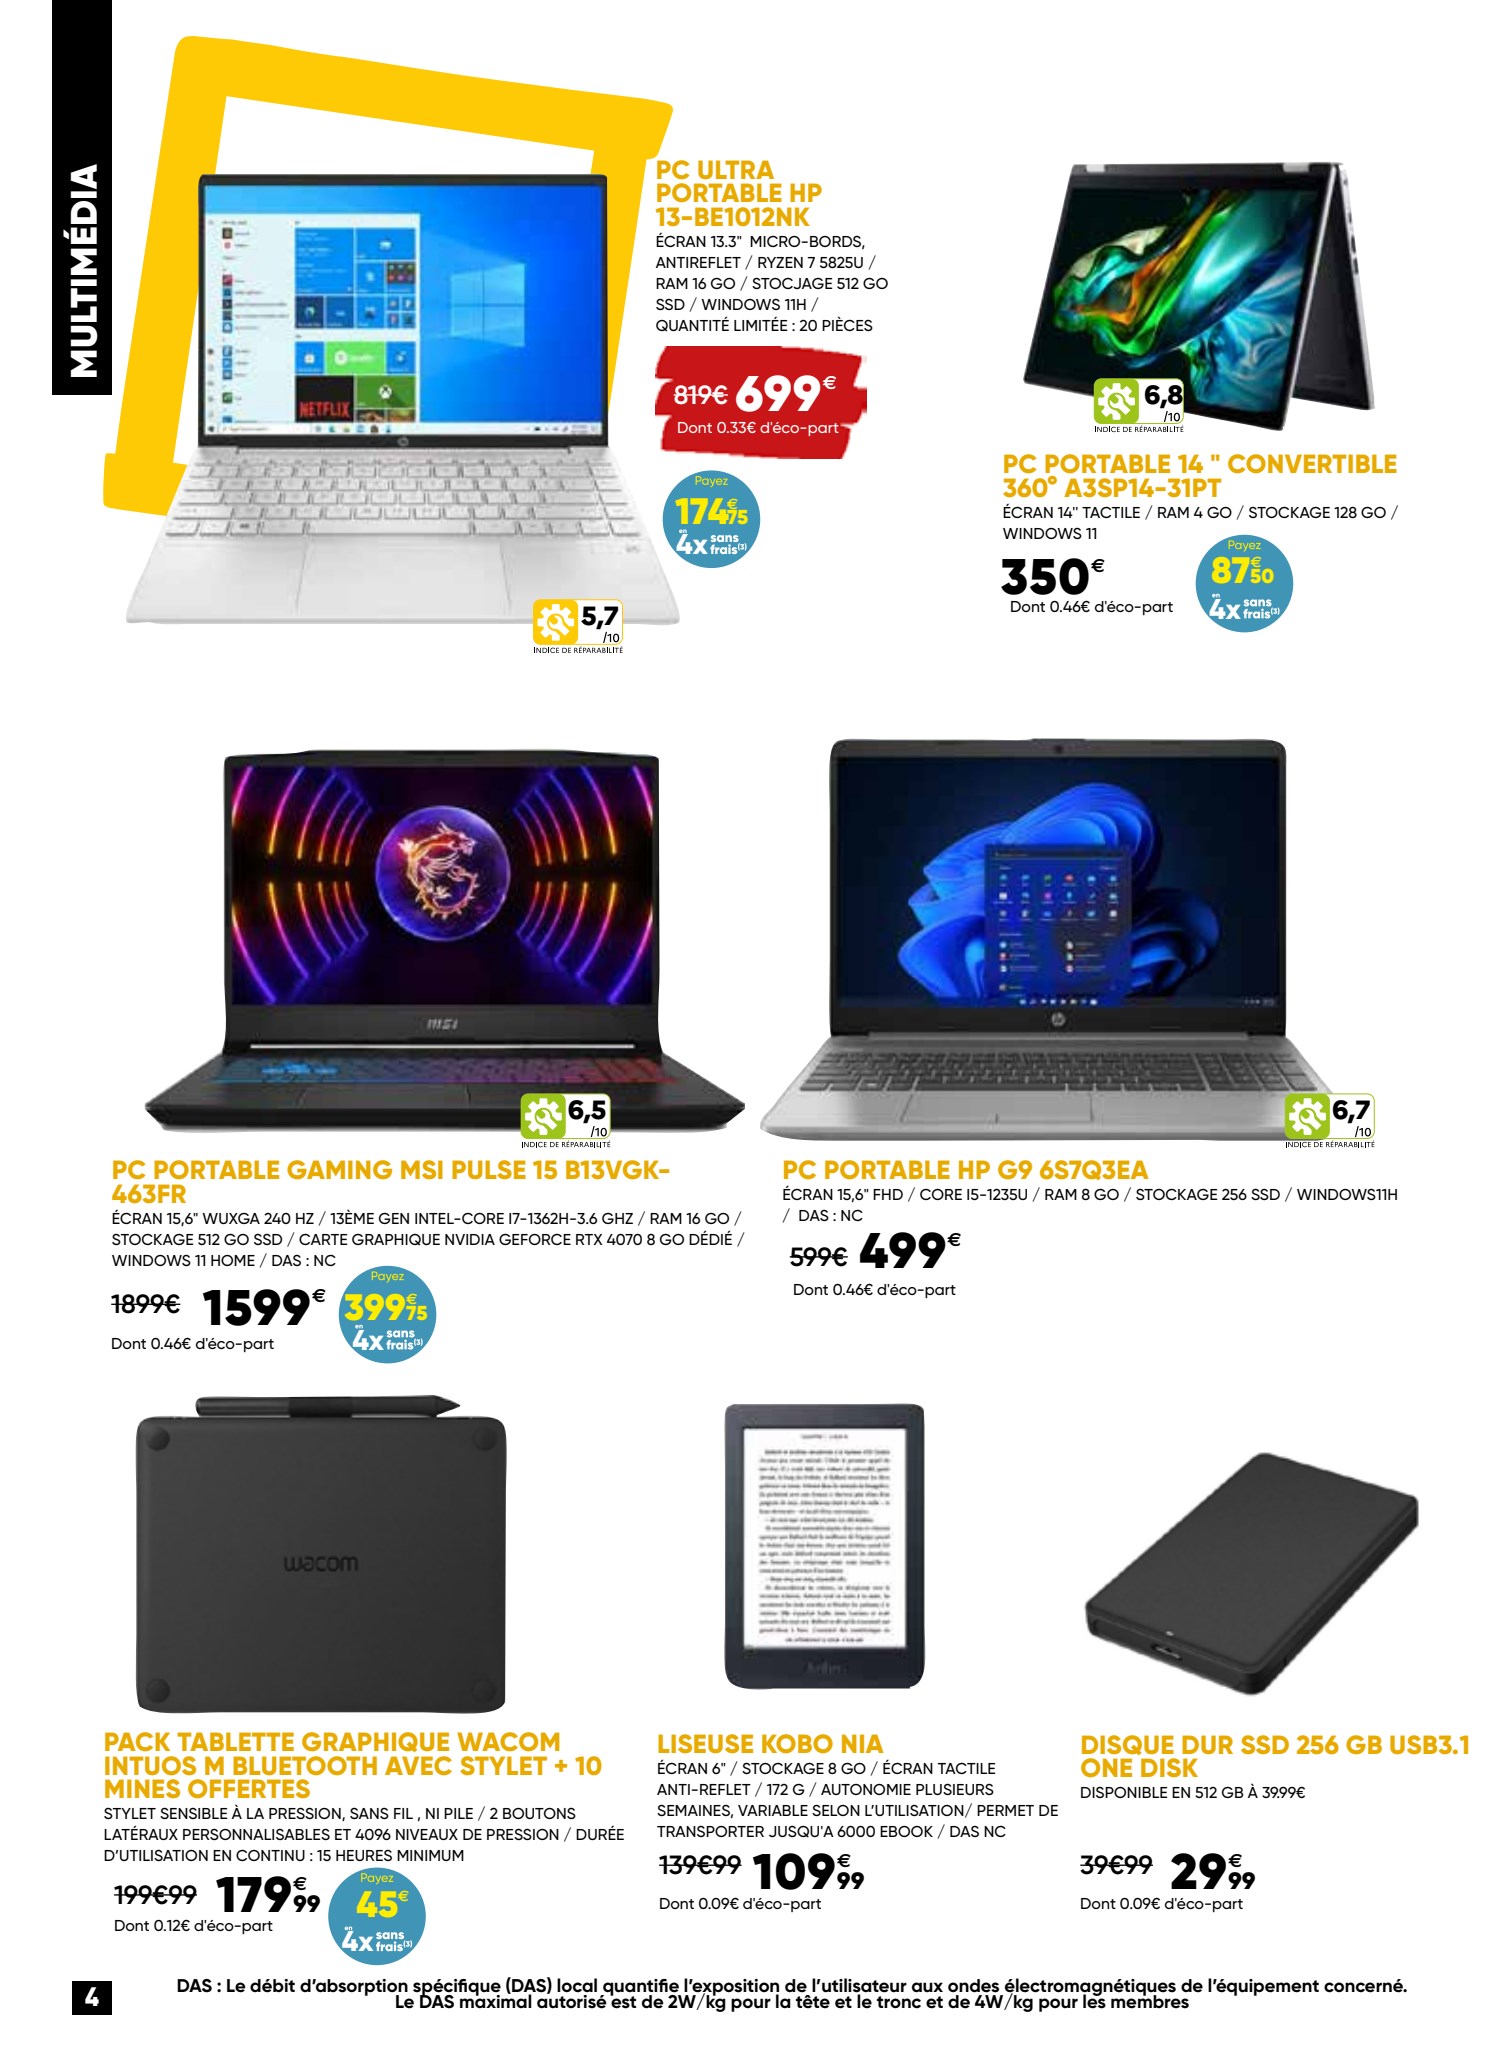 MULTIMÉDIA
PC ULTRA
PORTABLE HP
13-BE1012NK
ÉCRAN 13.3" MICRO-BORDS,
ANTIREFLET / RYZEN 7 5825U /
RAM 16 GO / STOCJAGE 512 GO
SSD / WINDOWS 11H /
QUANTITÉ LIMITÉE : 20 PIÈCES
819€ 699€
Dont 0.33€ d'éco-part
Payez
174€75
en 4x sans frais(3)
NETFLIX
5,7
/10
INDICE DE RÉPARABILITÉ
6,8
/10
INDICE DE RÉPARABILITÉ
PC PORTABLE 14 " CONVERTIBLE
360° A3SP14-31PT
ÉCRAN 14" TACTILE / RAM 4 GO / STOCKAGE 128 GO /
WINDOWS 11
350€
Dont 0.46€ d'éco-part
Payez
87€50
en 4x sans frais(3)
msi
6,5
/10
INDICE DE RÉPARABILITÉ
PC PORTABLE GAMING MSI PULSE 15 B13VGK-
463FR
ÉCRAN 15,6" WUXGA 240 HZ / 13ÈME GEN INTEL-CORE I7-1362H-3.6 GHZ / RAM 16 GO /
STOCKAGE 512 GO SSD / CARTE GRAPHIQUE NVIDIA GEFORCE RTX 4070 8 GO DÉDIÉ /
WINDOWS 11 HOME / DAS : NC
1899€ 1599€
Dont 0.46€ d'éco-part
Payez
399€75
en 4x sans frais(3)
hp
6,7
/10
INDICE DE RÉPARABILITÉ
PC PORTABLE HP G9 6S7Q3EA
ÉCRAN 15,6" FHD / CORE I5-1235U / RAM 8 GO / STOCKAGE 256 SSD / WINDOWS11H
/ DAS : NC
599€ 499€
Dont 0.46€ d'éco-part
wacom
PACK TABLETTE GRAPHIQUE WACOM
INTUOS M BLUETOOTH AVEC STYLET + 10
MINES OFFERTES
STYLET SENSIBLE À LA PRESSION, SANS FIL , NI PILE / 2 BOUTONS
LATÉRAUX PERSONNALISABLES ET 4096 NIVEAUX DE PRESSION / DURÉE
D'UTILISATION EN CONTINU : 15 HEURES MINIMUM
199€99 179€99
Dont 0.12€ d'éco-part
Payez
45€
en 4x sans frais(3)
LISEUSE KOBO NIA
ÉCRAN 6" / STOCKAGE 8 GO / ÉCRAN TACTILE
ANTI-REFLET / 172 G / AUTONOMIE PLUSIEURS
SEMAINES, VARIABLE SELON L'UTILISATION/ PERMET DE
TRANSPORTER JUSQU'A 6000 EBOOK / DAS NC
139€99 109€99
Dont 0.09€ d'éco-part
DISQUE DUR SSD 256 GB USB3.1
ONE DISK
DISPONIBLE EN 512 GB À 39.99€
39€99 29€99
Dont 0.09€ d'éco-part
4
DAS : Le débit d'absorption spécifique (DAS) local quantifie l'exposition de l'utilisateur aux ondes électromagnétiques de l'équipement concerné.
Le DAS maximal autorisé est de 2W/kg pour la tête et le tronc et de 4W/kg pour les membres